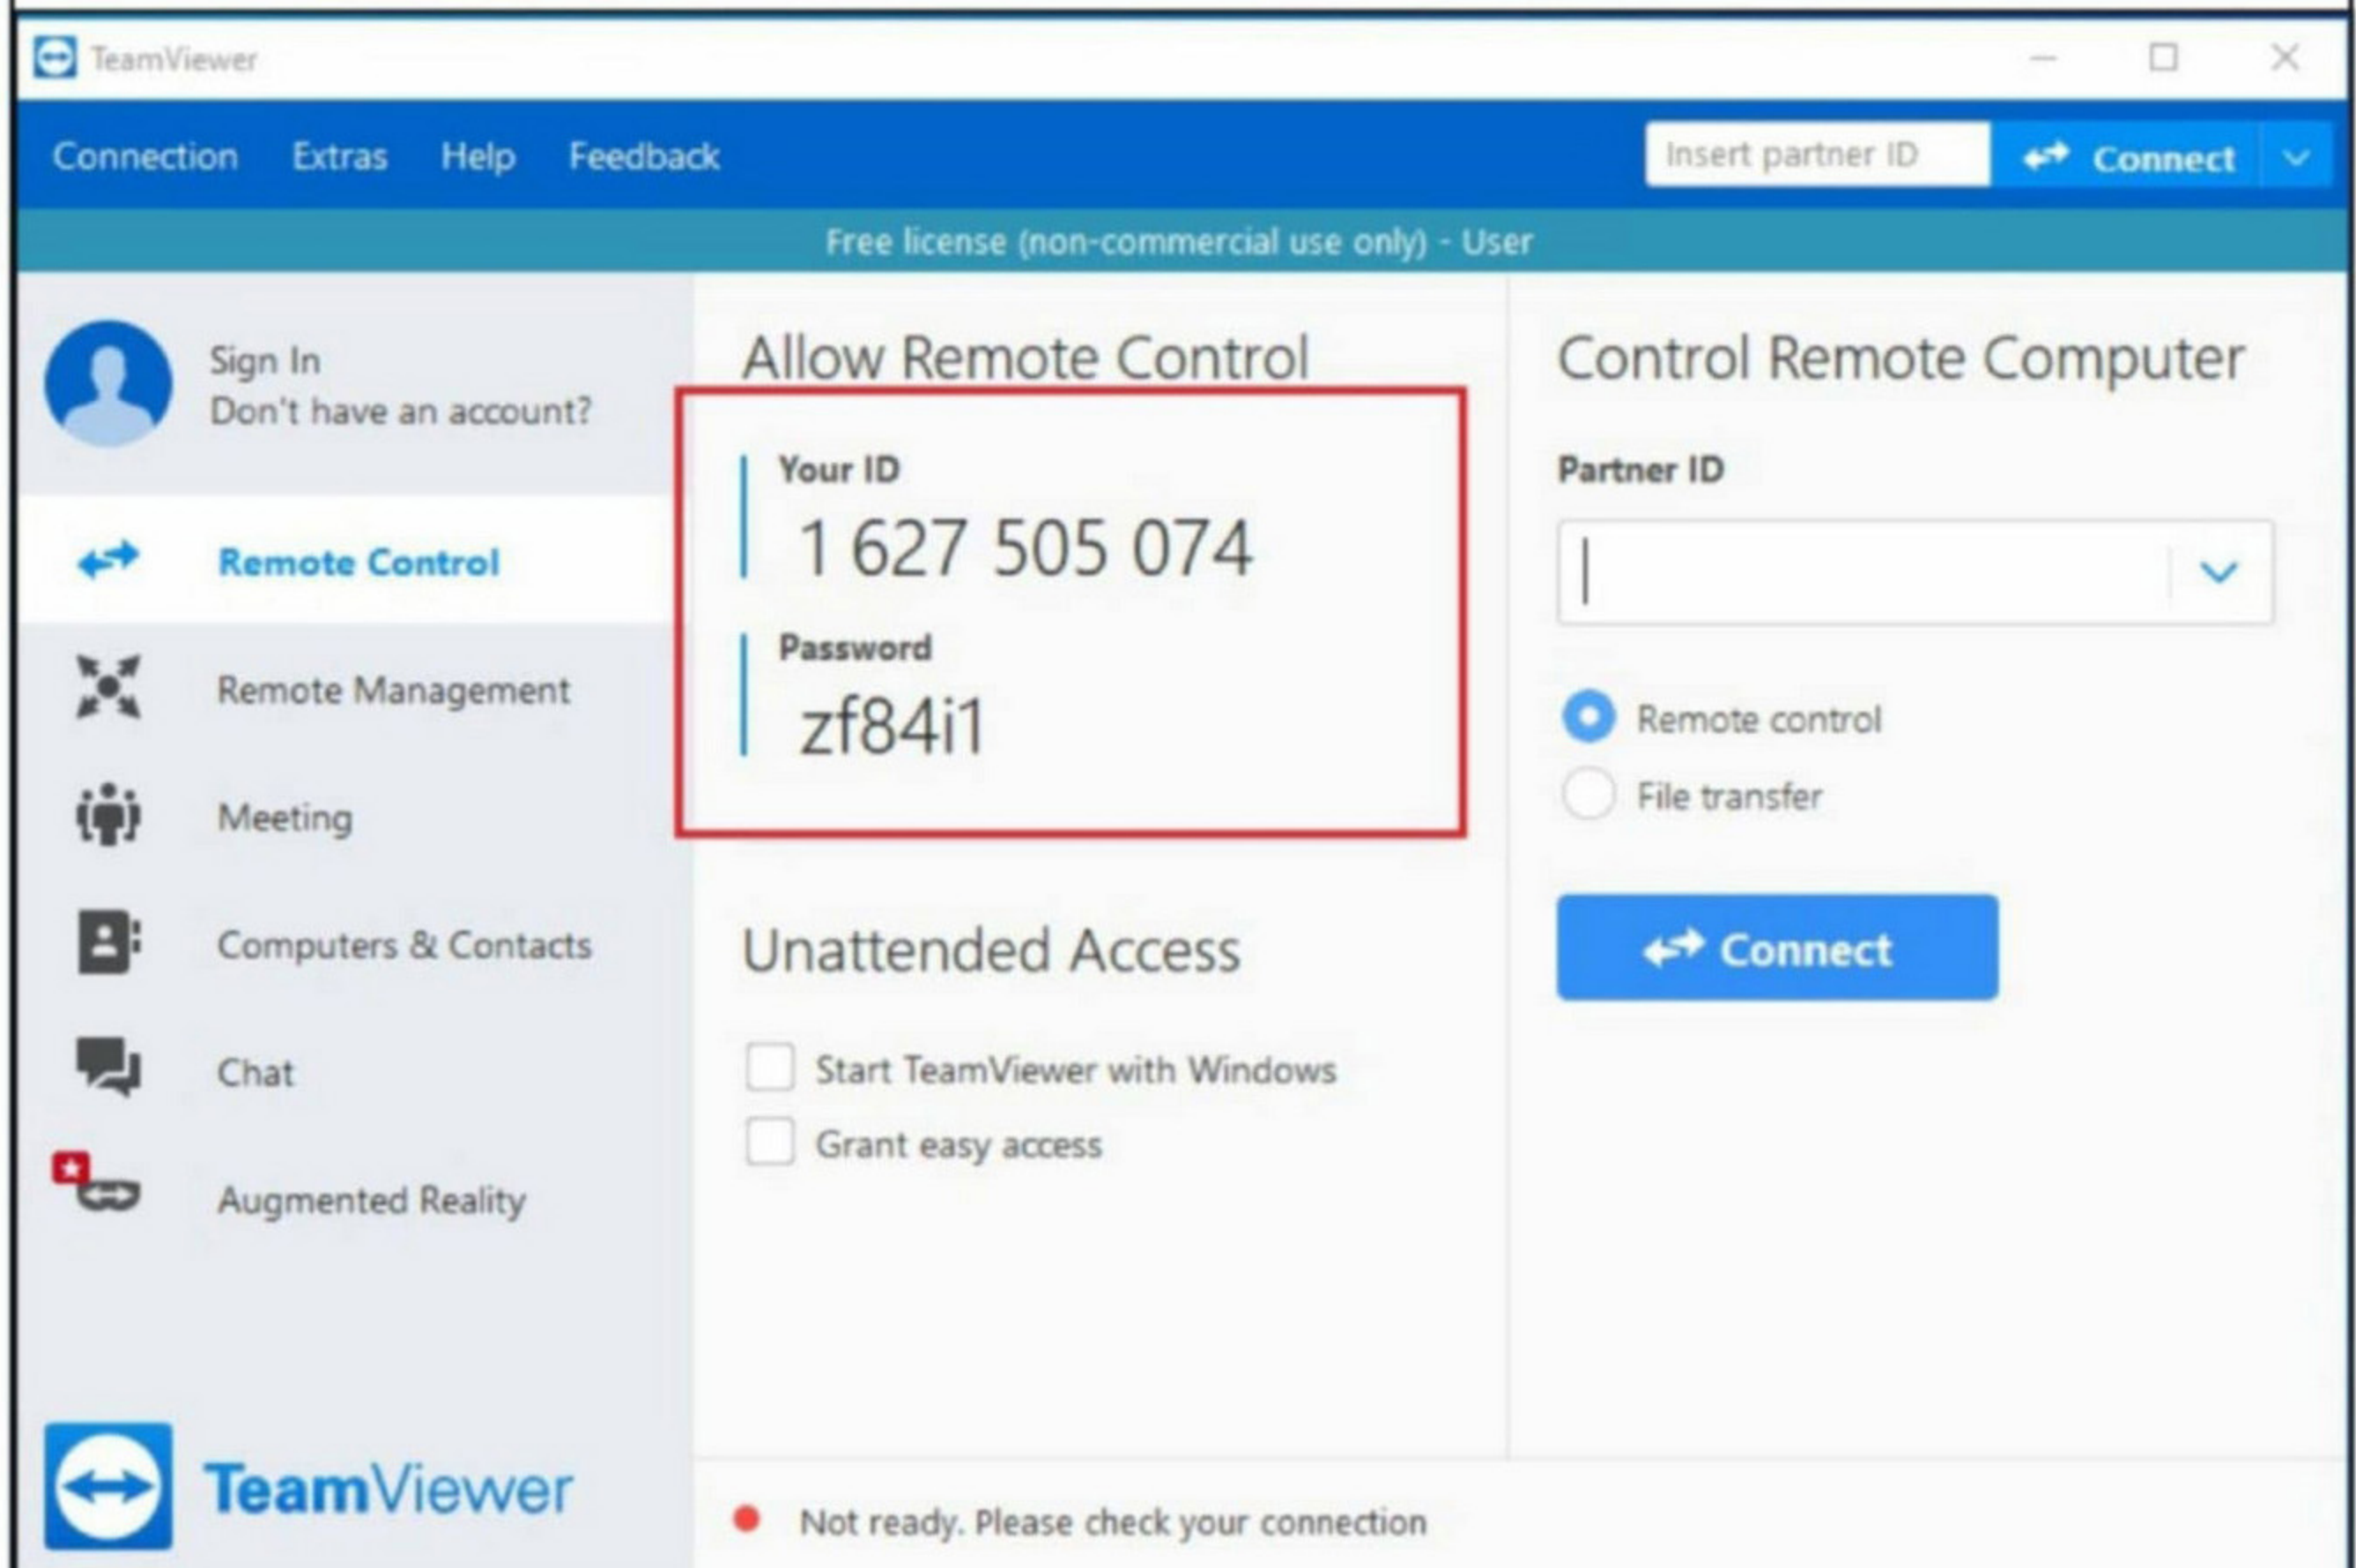 TeamViewer
Connection Extras Help Feedback
Insert partner ID
Connect
Free license (non-commercial use only) - User
Sign In
Don't have an account?
Remote Control
Remote Management
Meeting
Computers & Contacts
Chat
Augmented Reality
TeamViewer
Allow Remote Control
Your ID
1 627 505 074
Password
zf84i1
Unattended Access
Start TeamViewer with Windows
Grant easy access
Control Remote Computer
Partner ID
Remote control
File transfer
Connect
Not ready. Please check your connection